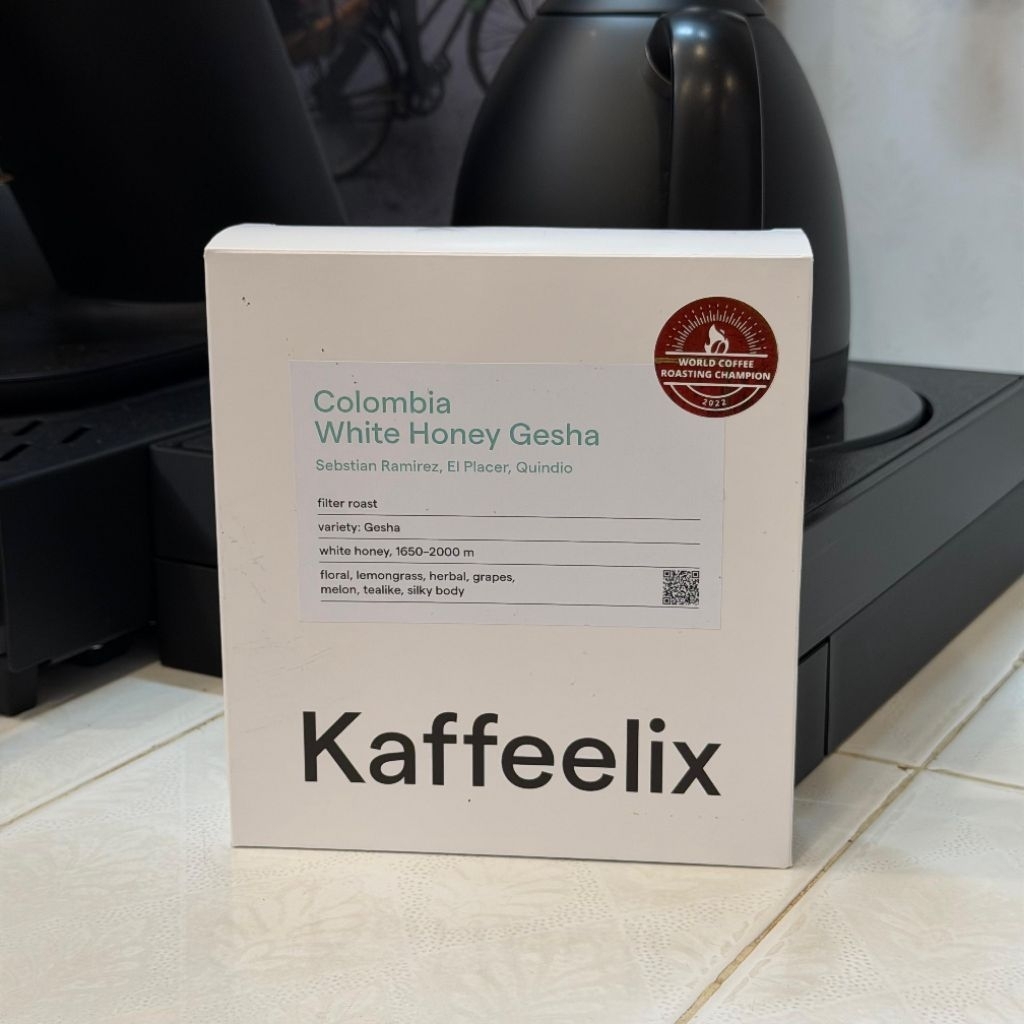 WORLD COFFEE
ROASTING CHAMPION
2022
Colombia
White Honey Gesha
Sebstian Ramirez, El Placer, Quindio
filter roast
variety: Gesha
white honey, 1650–2000 m
floral, lemongrass, herbal, grapes,
melon, tealike, silky body
Kaffeelix